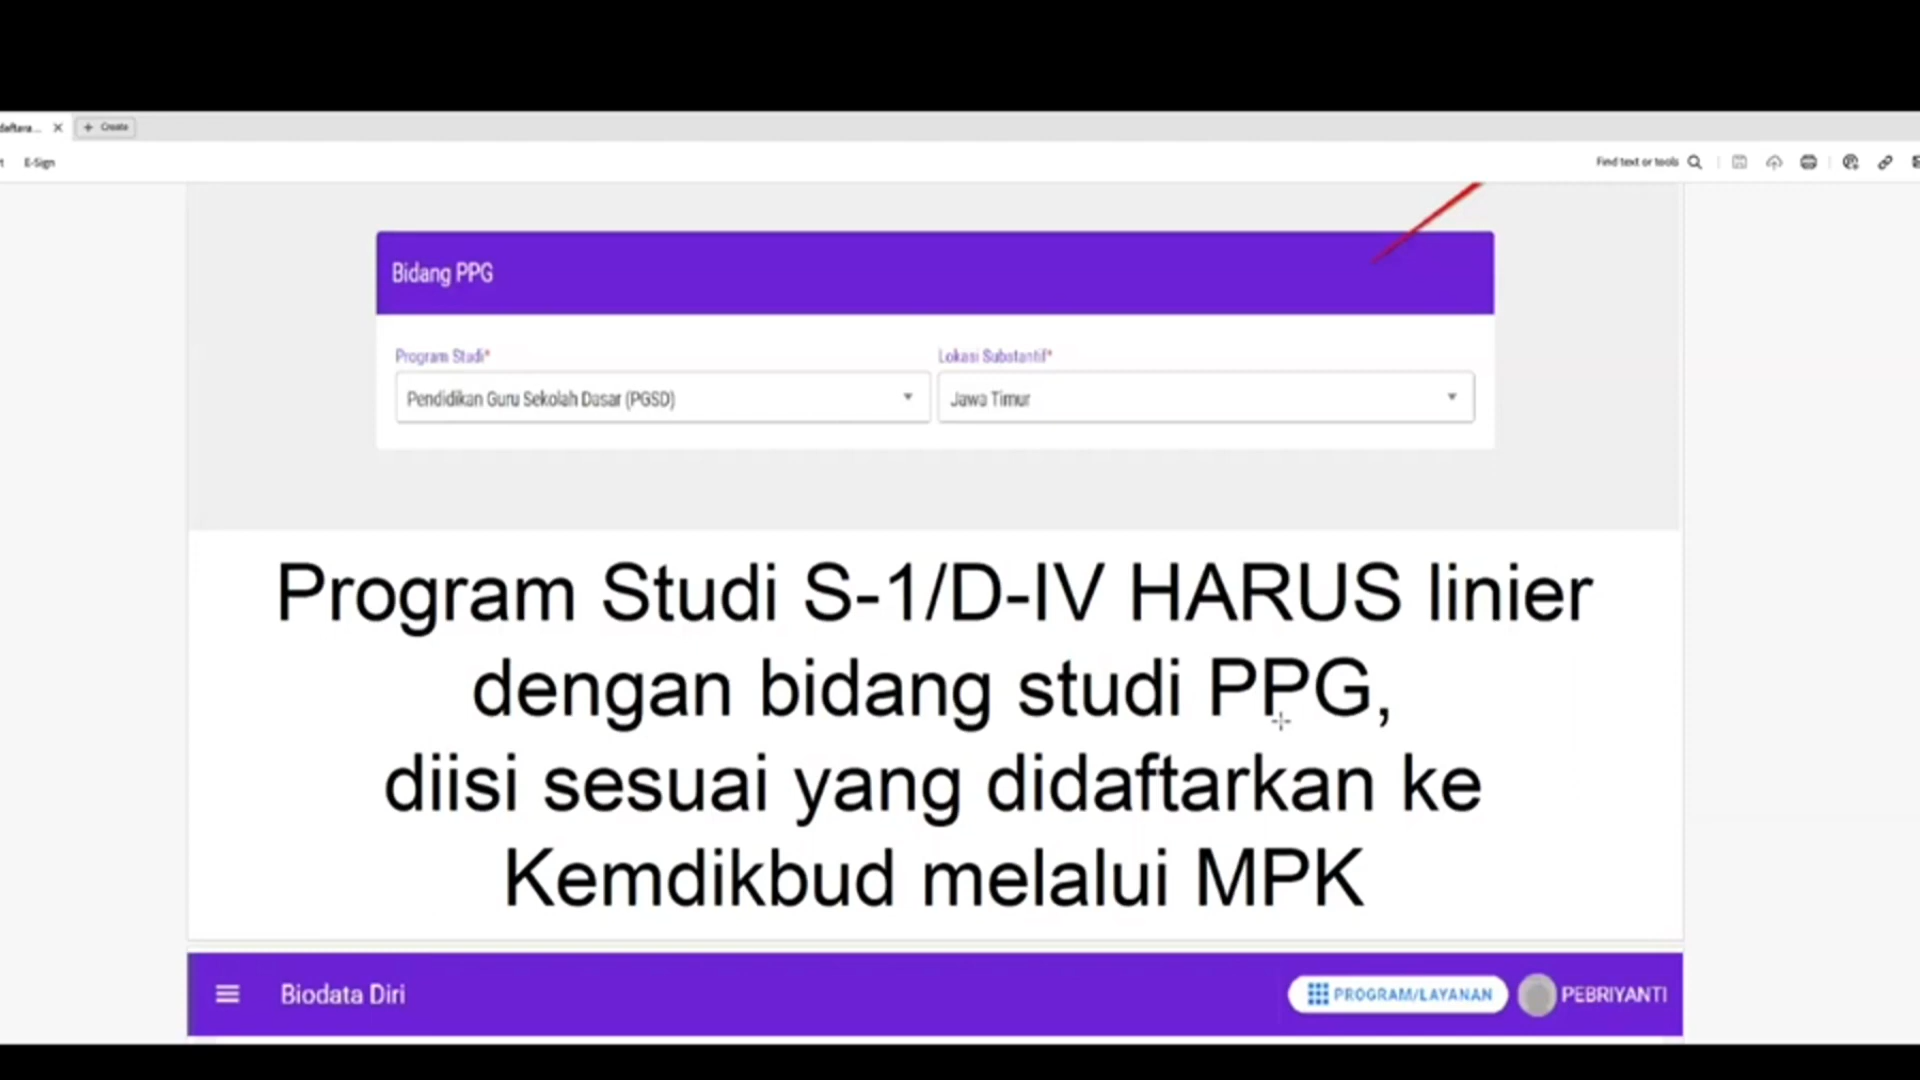 Create
E-Sign
Find text or tools
Bidang PPG
Program Studi* Lokasi Substantif*
Pendidikan Guru Sekolah Dasar (PGSD) Jawa Timur
Program Studi S-1/D-IV HARUS linier
dengan bidang studi PPG,
diisi sesuai yang didaftarkan ke
Kemdikbud melalui MPK
Biodata Diri PROGRAM/LAYANAN PEBRIYANTI